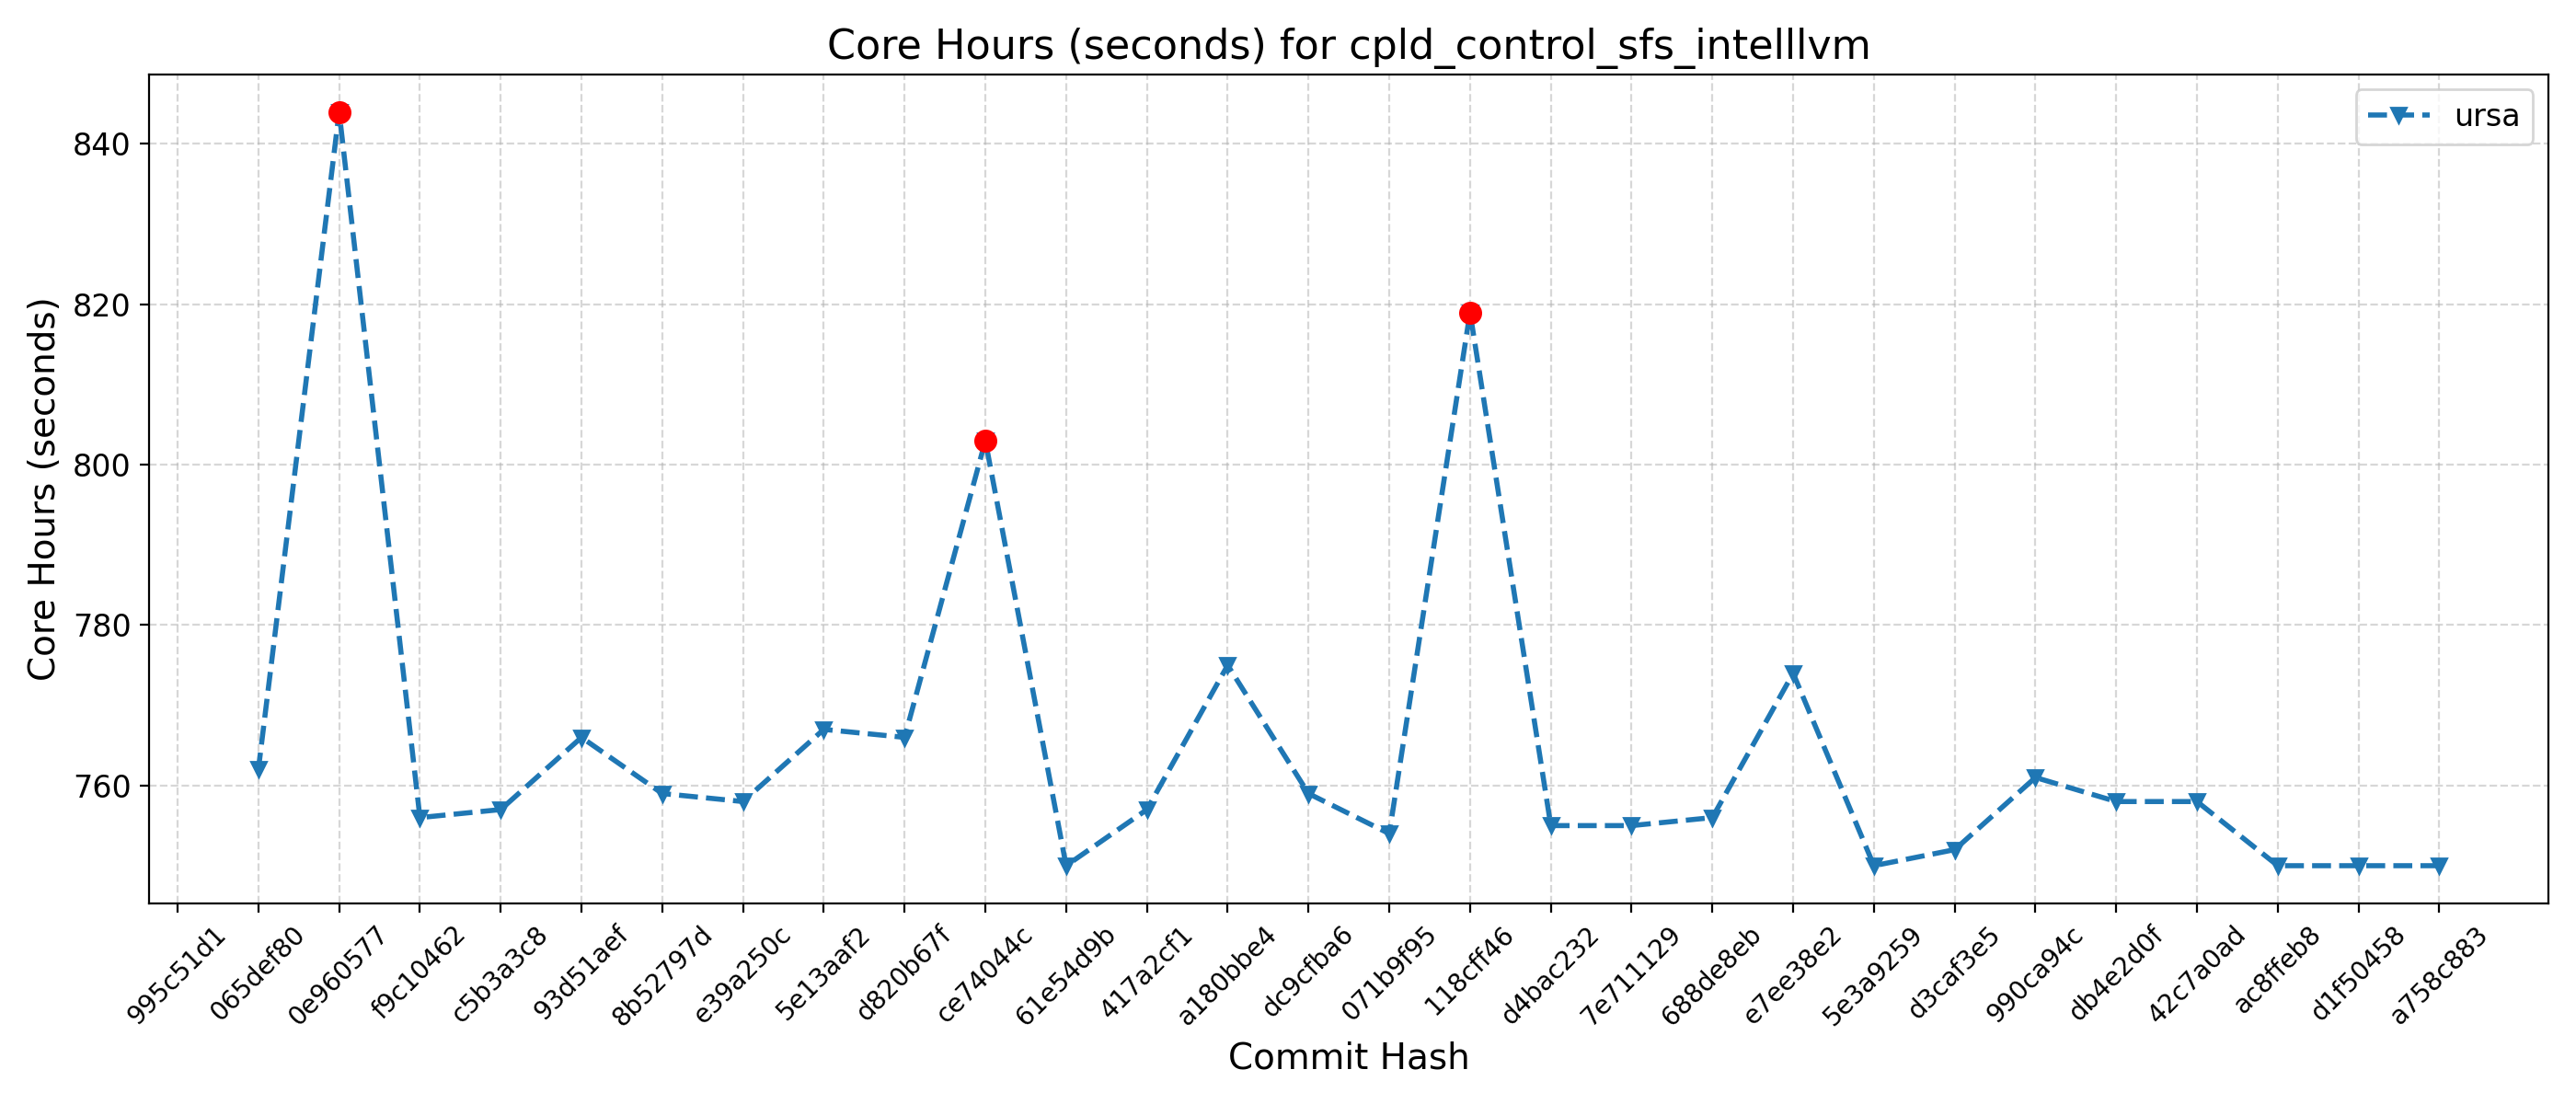 Core Hours (seconds) for cpld_control_sfs_intelllvm
ursa
Core Hours (seconds)
840
820
800
780
760
995c51d1
065def80
0e960577
f9c10462
c5b3a3c8
93d51aef
8b52797d
e39a250c
5e13aaf2
d820b67f
ce74044c
61e54d9b
417a2cf1
a180bbe4
dc9cfba6
071b9f95
118cff46
d4bac232
7e711129
688de8eb
e7ee38e2
5e3a9259
d3caf3e5
990ca94c
db4e2d0f
42c7a0ad
ac8ffeb8
d1f50458
a758c883
Commit Hash